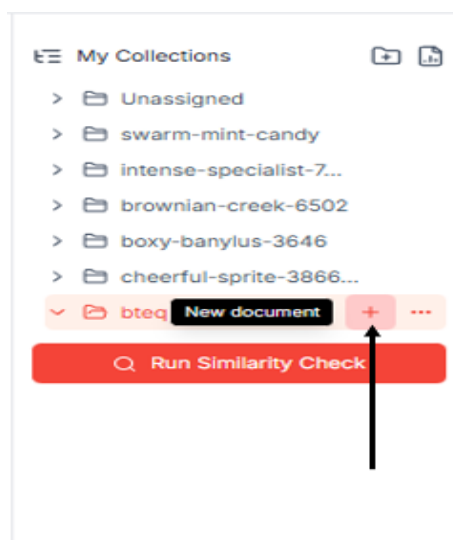 My Collections
Unassigned
swarm-mint-candy
intense-specialist-7...
brownian-creek-6502
boxy-banylus-3646
cheerful-sprite-3866...
bteq New document
Run Similarity Check